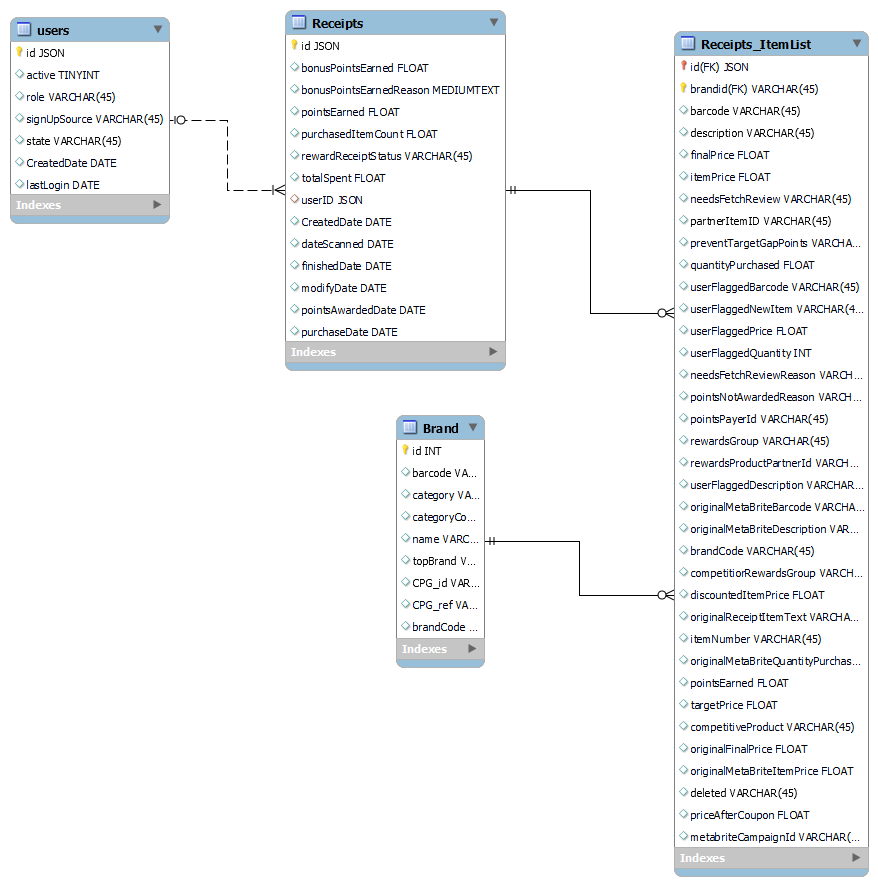 users
id JSON
active TINYINT
role VARCHAR(45)
signUpSource VARCHAR(45)
state VARCHAR(45)
CreatedDate DATE
lastLogin DATE
Indexes
Receipts
id JSON
bonusPointsEarned FLOAT
bonusPointsEarnedReason MEDIUMTEXT
pointsEarned FLOAT
purchasedItemCount FLOAT
rewardReceiptStatus VARCHAR(45)
totalSpent FLOAT
userID JSON
CreatedDate DATE
dateScanned DATE
finishedDate DATE
modifyDate DATE
pointsAwardedDate DATE
purchaseDate DATE
Indexes
Brand
id INT
barcode VA...
category VA...
categoryCo...
name VARC...
topBrand V...
CPG_id VAR...
CPG_ref VA...
brandCode ...
Indexes
Receipts_ItemList
id(FK) JSON
brandid(FK) VARCHAR(45)
barcode VARCHAR(45)
description VARCHAR(45)
finalPrice FLOAT
itemPrice FLOAT
needsFetchReview VARCHAR(45)
partnerItemID VARCHAR(45)
preventTargetGapPoints VARCHA...
quantityPurchased FLOAT
userFlaggedBarcode VARCHAR(45)
userFlaggedNewItem VARCHAR(4...
userFlaggedPrice FLOAT
userFlaggedQuantity INT
needsFetchReviewReason VARCH...
pointsNotAwardedReason VARCH...
pointsPayerId VARCHAR(45)
rewardsGroup VARCHAR(45)
rewardsProductPartnerId VARCH...
userFlaggedDescription VARCHAR...
originalMetaBriteBarcode VARCHA...
originalMetaBriteDescription VAR...
brandCode VARCHAR(45)
competitiorRewardsGroup VARCH...
discountedItemPrice FLOAT
originalReceiptItemText VARCHA...
itemNumber VARCHAR(45)
originalMetaBriteQuantityPurchas...
pointsEarned FLOAT
targetPrice FLOAT
competitiveProduct VARCHAR(45)
originalFinalPrice FLOAT
originalMetaBriteItemPrice FLOAT
deleted VARCHAR(45)
priceAfterCoupon FLOAT
metabriteCampaignId VARCHAR(...
Indexes